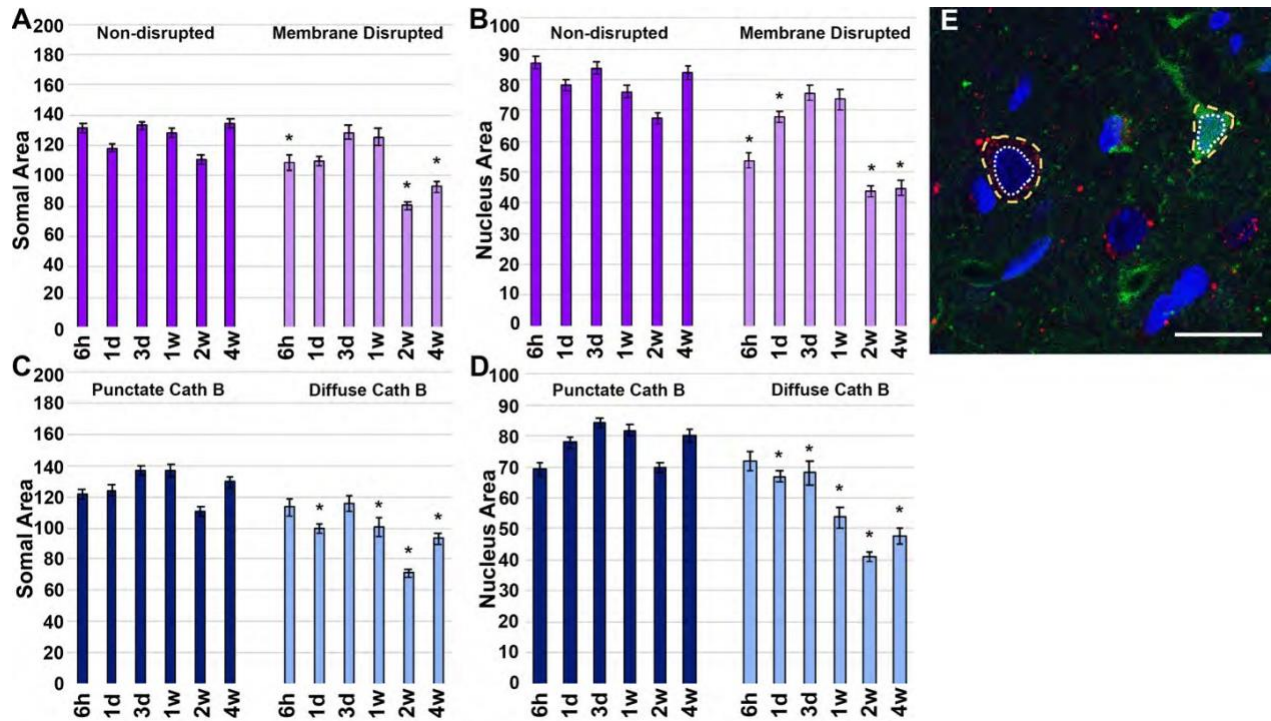 A
200
180
160
140
120
100
80
60
40
20
0
Somal Area
Non-disrupted
Membrane Disrupted
*
*
*
6h 1d 3d 1w 2w 4w
6h 1d 3d 1w 2w 4w
B
100
90
80
70
60
50
40
30
20
10
0
Nucleus Area
Non-disrupted
Membrane Disrupted
*
*
*
*
6h 1d 3d 1w 2w 4w
6h 1d 3d 1w 2w 4w
E
C
200
180
160
140
120
100
80
60
40
20
0
Somal Area
Punctate Cath B
Diffuse Cath B
*
*
*
*
6h 1d 3d 1w 2w 4w
6h 1d 3d 1w 2w 4w
D
100
90
80
70
60
50
40
30
20
10
0
Nucleus Area
Punctate Cath B
Diffuse Cath B
*
*
*
*
*
6h 1d 3d 1w 2w 4w
6h 1d 3d 1w 2w 4w